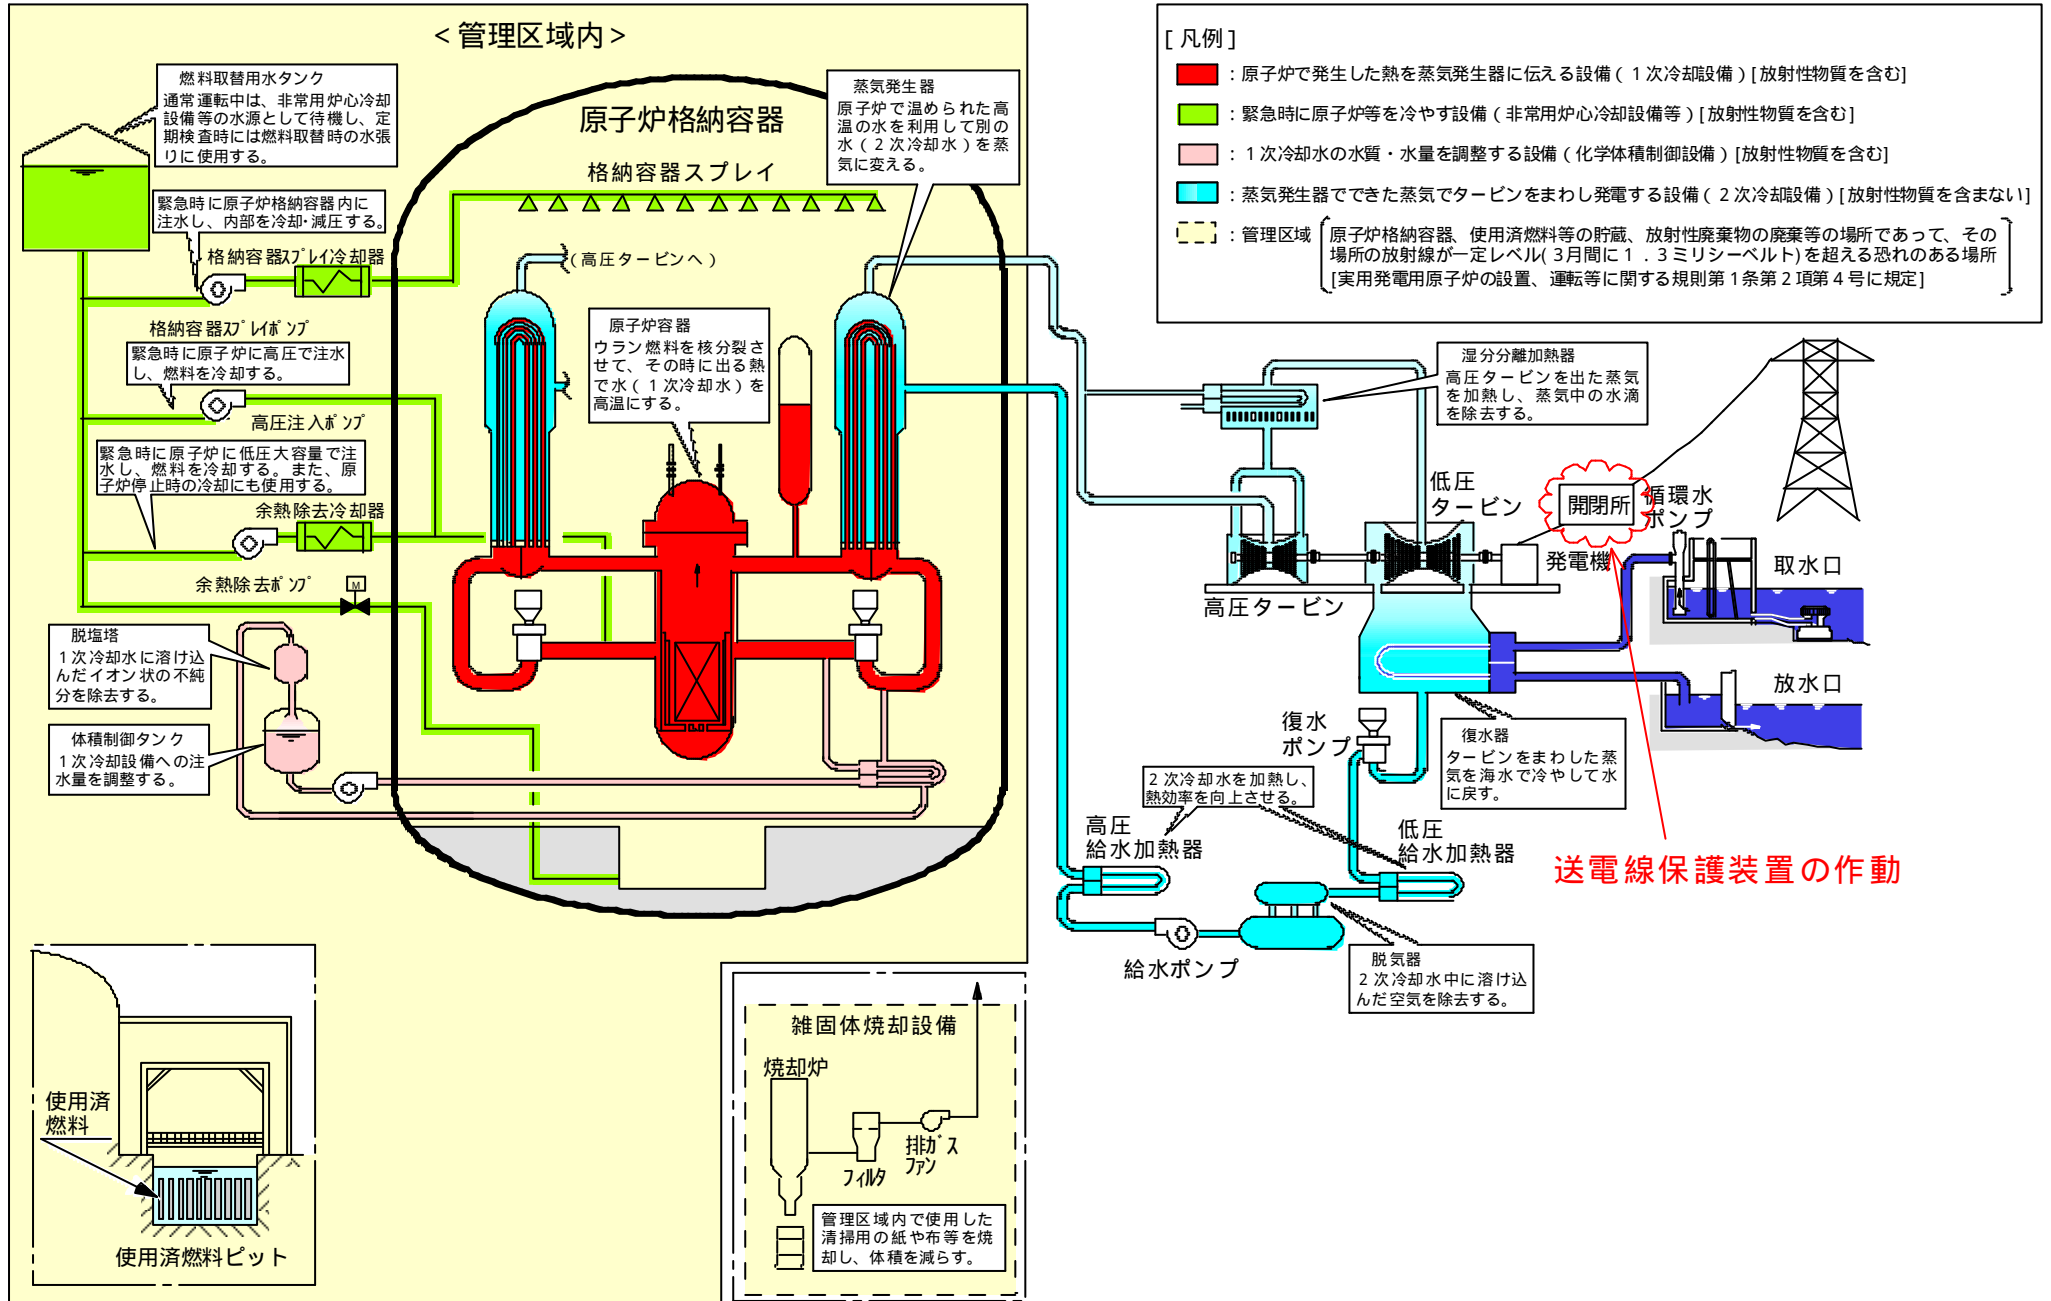 ＜管理区域内＞
燃料取替用水タンク
通常運転中は、非常用炉心冷却
設備等の水源として待機し、定
期検査時には燃料取替時の水張
りに使用する。
緊急時に原子炉格納容器内に
注水し、内部を冷却・減圧する。
格納容器ｽﾌﾟﾚｲ冷却器
格納容器ｽﾌﾟﾚｲﾎﾟﾝﾌﾟ
緊急時に原子炉に高圧で注水
し、燃料を冷却する。
高圧注入ﾎﾟﾝﾌﾟ
緊急時に原子炉に低圧大容量で注
水し、燃料を冷却する。また、原
子炉停止時の冷却にも使用する。
余熱除去冷却器
余熱除去ﾎﾟﾝﾌﾟ
M
脱塩塔
１次冷却水に溶け込
んだイオン状の不純
分を除去する。
体積制御タンク
１次冷却設備への注
水量を調整する。
原子炉格納容器
格納容器スプレイ
蒸気発生器
原子炉で温められた高
温の水を利用して別の
水（２次冷却水）を蒸
気に変える。
（高圧タービンへ）
原子炉容器
ウラン燃料を核分裂さ
せて、その時に出る熱
で水（１次冷却水）を
高温にする。
[凡例]
：原子炉で発生した熱を蒸気発生器に伝える設備（１次冷却設備）[放射性物質を含む]
：緊急時に原子炉等を冷やす設備（非常用炉心冷却設備等）[放射性物質を含む]
：１次冷却水の水質・水量を調整する設備（化学体積制御設備）[放射性物質を含む]
：蒸気発生器でできた蒸気でタービンをまわし発電する設備（２次冷却設備）[放射性物質を含まない]
：管理区域
原子炉格納容器、使用済燃料等の貯蔵、放射性廃棄物の廃棄等の場所であって、その
場所の放射線が一定レベル(３月間に１．３ミリシーベルト)を超える恐れのある場所
[実用発電用原子炉の設置、運転等に関する規則第１条第２項第４号に規定]
湿分分離加熱器
高圧タービンを出た蒸気
を加熱し、蒸気中の水滴
を除去する。
低圧
タービン
開閉所
循環水
ポンプ
発電機
取水口
高圧タービン
放水口
復水
ポンプ
復水器
タービンをまわした蒸
気を海水で冷やして水
に戻す。
２次冷却水を加熱し、
熱効率を向上させる。
高圧
給水加熱器
低圧
給水加熱器
送電線保護装置の作動
給水ポンプ
脱気器
２次冷却水中に溶け込
んだ空気を除去する。
使用済
燃料
使用済燃料ピット
雑固体焼却設備
焼却炉
フィルタ
排ｶﾞｽ
ﾌｧﾝ
管理区域内で使用した
清掃用の紙や布等を焼
却し、体積を減らす。